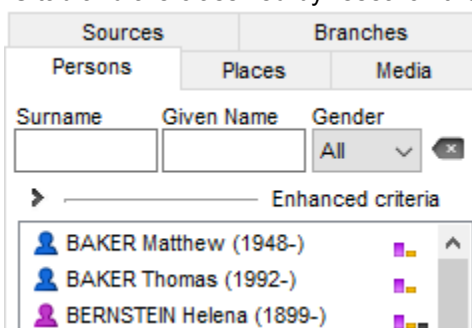 Sources Branches
Persons Places Media
Surname Given Name Gender
All
Enhanced criteria
BAKER Matthew (1948-)
BAKER Thomas (1992-)
BERNSTEIN Helena (1899-)